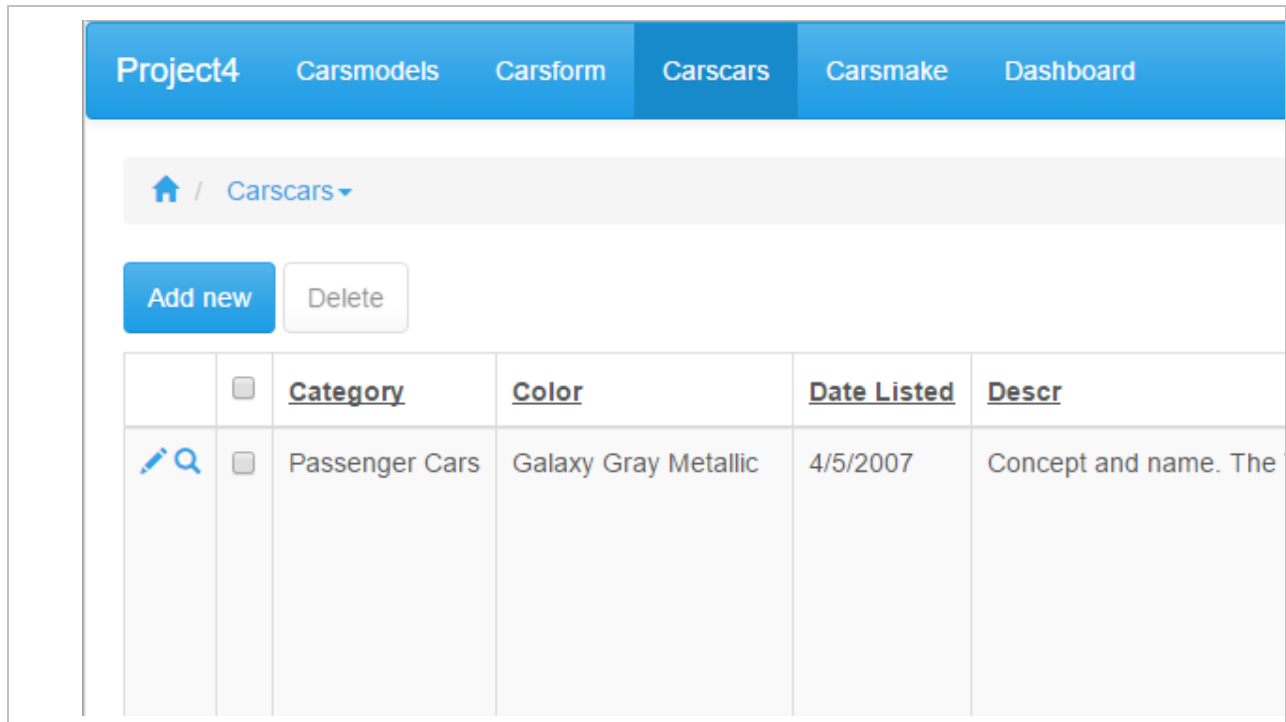 Project4 Carsmodels Carsform Carscars Carsmake Dashboard
/ Carscars
Add new Delete
Category Color Date Listed Descr
Passenger Cars Galaxy Gray Metallic 4/5/2007 Concept and name. The